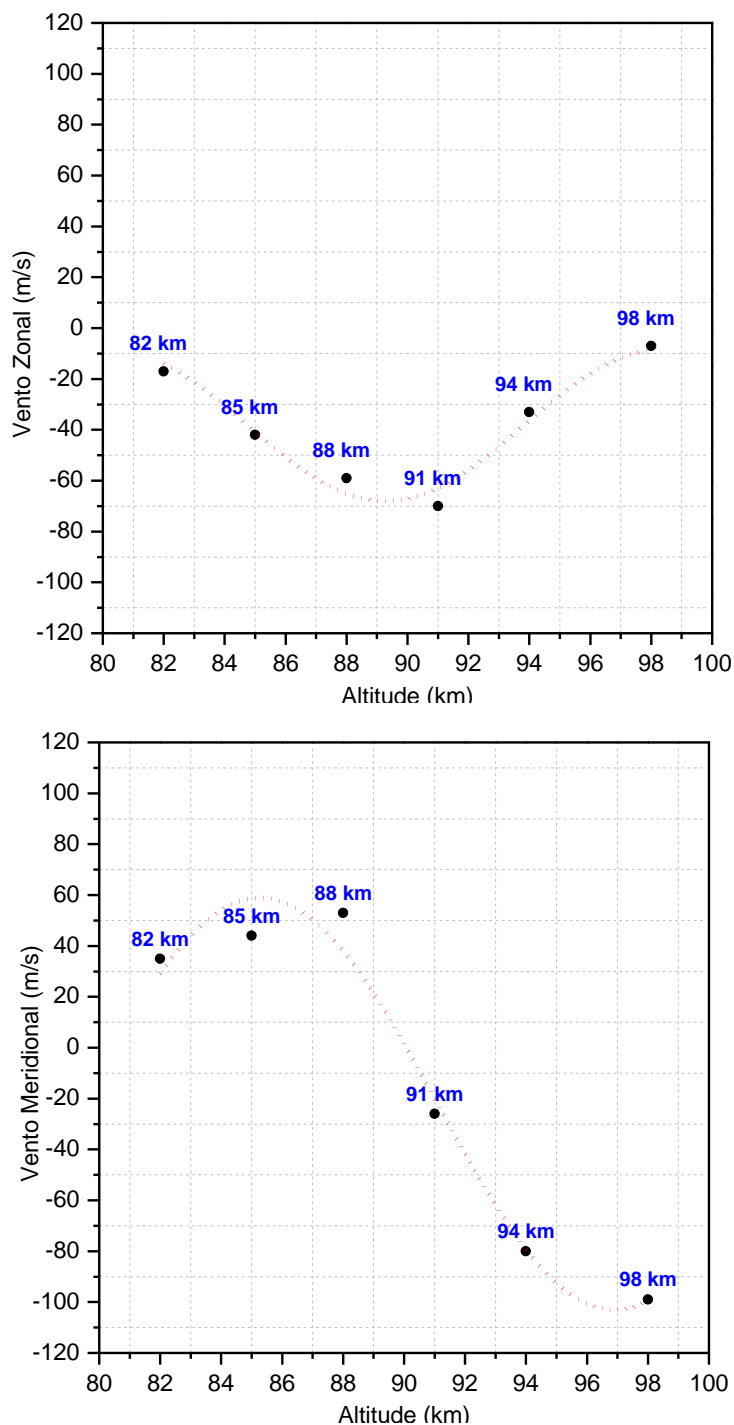 120
100
80
60
40
20
0
-20
-40
-60
-80
-100
-120
Vento Zonal (m/s)
82 km
85 km
88 km
91 km
94 km
98 km
80 82 84 86 88 90 92 94 96 98 100
Altitude (km)
120
100
80
60
40
20
0
-20
-40
-60
-80
-100
-120
Vento Meridional (m/s)
82 km
85 km
88 km
91 km
94 km
98 km
80 82 84 86 88 90 92 94 96 98 100
Altitude (km)